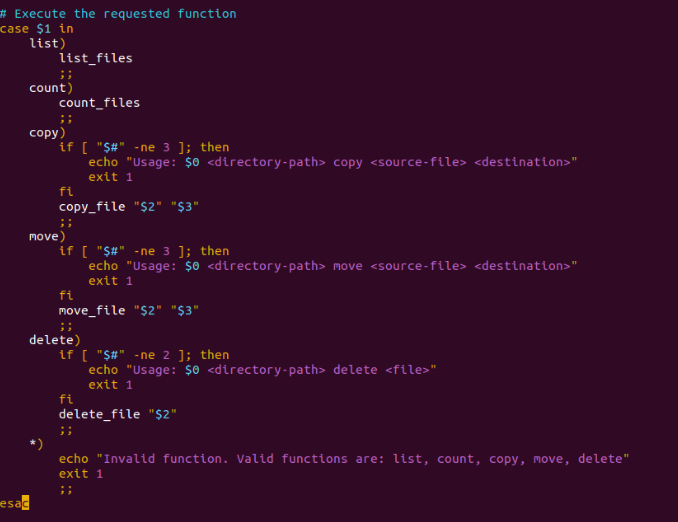 # Execute the requested function
case $1 in
    list)
        list_files
        ;;
    count)
        count_files
        ;;
    copy)
        if [ "$#" -ne 3 ]; then
            echo "Usage: $0 <directory-path> copy <source-file> <destination>"
            exit 1
        fi
        copy_file "$2" "$3"
        ;;
    move)
        if [ "$#" -ne 3 ]; then
            echo "Usage: $0 <directory-path> move <source-file> <destination>"
            exit 1
        fi
        move_file "$2" "$3"
        ;;
    delete)
        if [ "$#" -ne 2 ]; then
            echo "Usage: $0 <directory-path> delete <file>"
            exit 1
        fi
        delete_file "$2"
        ;;
    *)
        echo "Invalid function. Valid functions are: list, count, copy, move, delete"
        exit 1
        ;;
esac